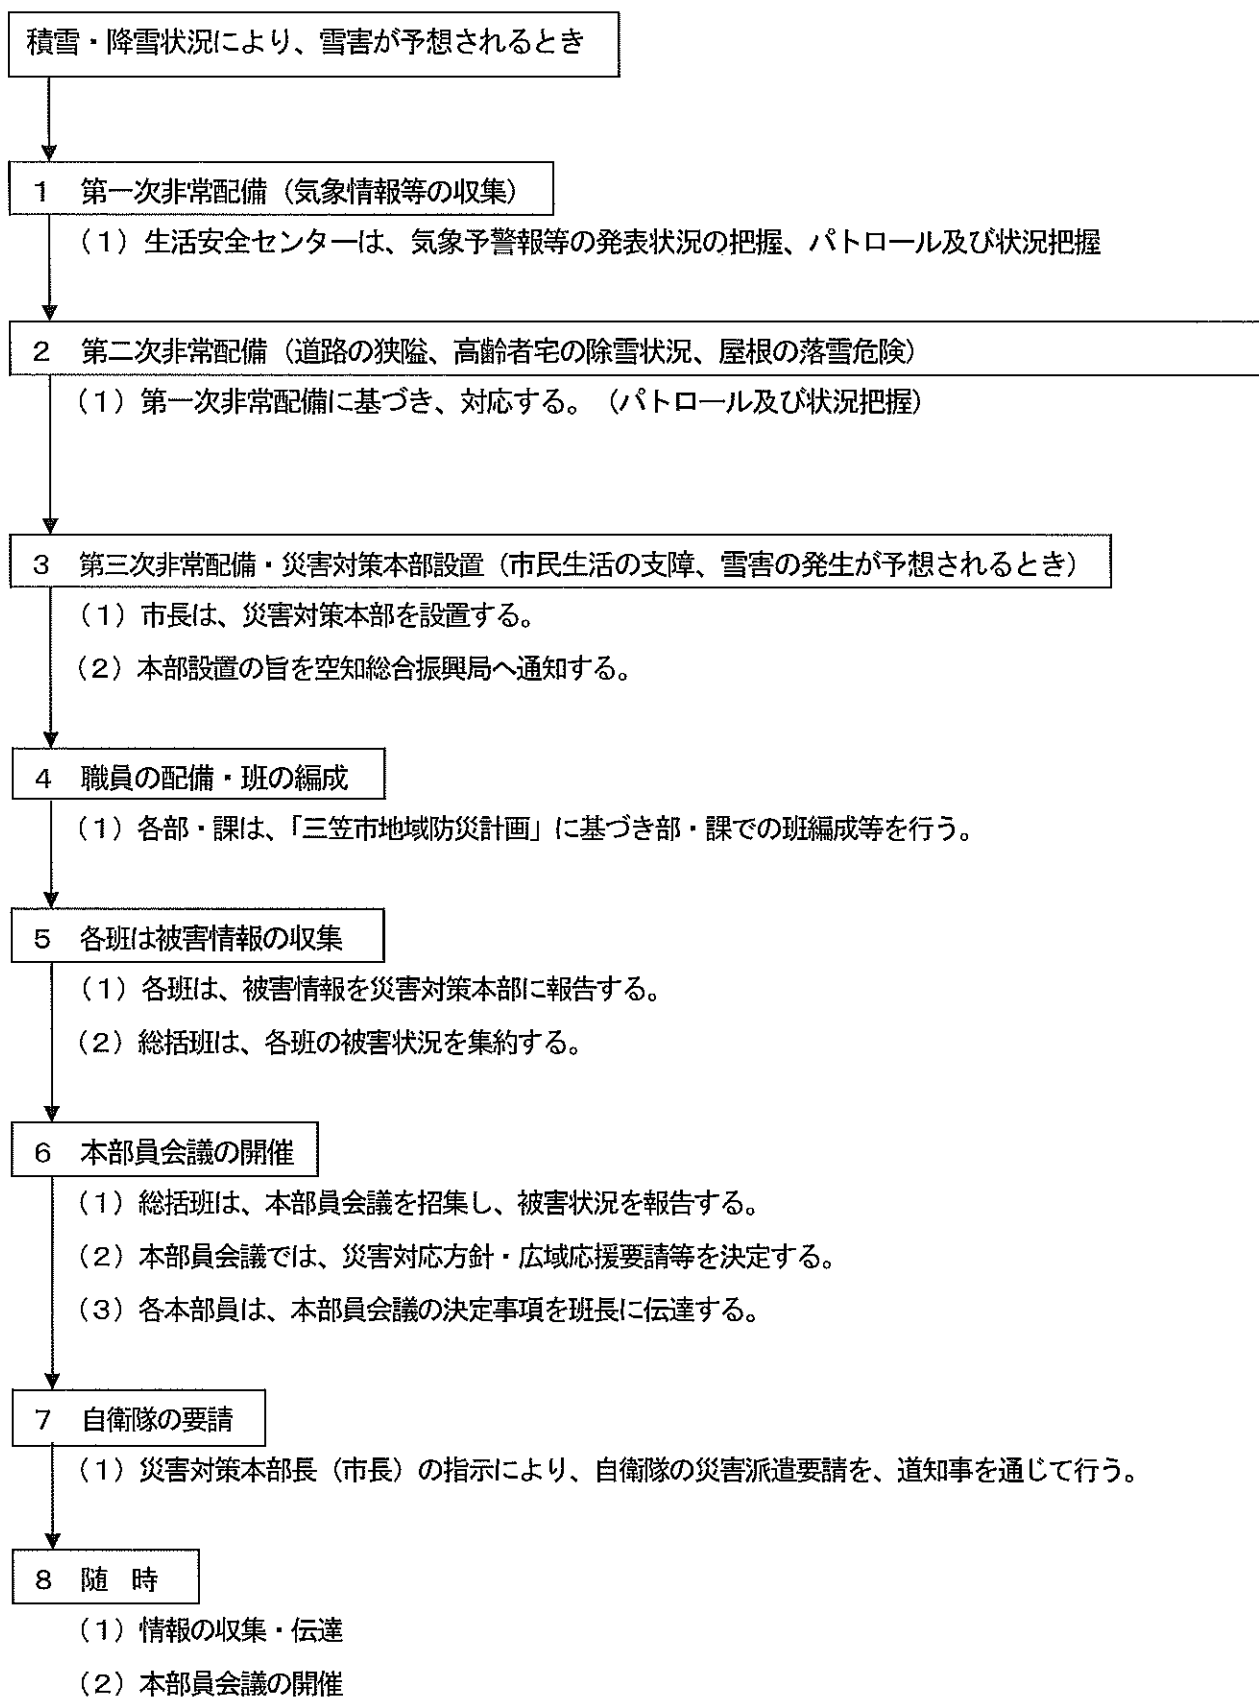 積雪・降雪状況により、雪害が予想されるとき
1 第一次非常配備（気象情報等の収集）
（1）生活安全センターは、気象予警報等の発表状況の把握、パトロール及び状況把握
2 第二次非常配備（道路の狭隘、高齢者宅の除雪状況、屋根の落雪危険）
（1）第一次非常配備に基づき、対応する。（パトロール及び状況把握）
3 第三次非常配備・災害対策本部設置（市民生活の支障、雪害の発生が予想されるとき）
（1）市長は、災害対策本部を設置する。
（2）本部設置の旨を空知総合振興局へ通知する。
4 職員の配備・班の編成
（1）各部・課は、「三笠市地域防災計画」に基づき部・課での班編成等を行う。
5 各班は被害情報の収集
（1）各班は、被害情報を災害対策本部に報告する。
（2）総括班は、各班の被害状況を集約する。
6 本部員会議の開催
（1）総括班は、本部員会議を招集し、被害状況を報告する。
（2）本部員会議では、災害対応方針・広域応援要請等を決定する。
（3）各本部員は、本部員会議の決定事項を班長に伝達する。
7 自衛隊の要請
（1）災害対策本部長（市長）の指示により、自衛隊の災害派遣要請を、道知事を通じて行う。
8 随 時
（1）情報の収集・伝達
（2）本部員会議の開催